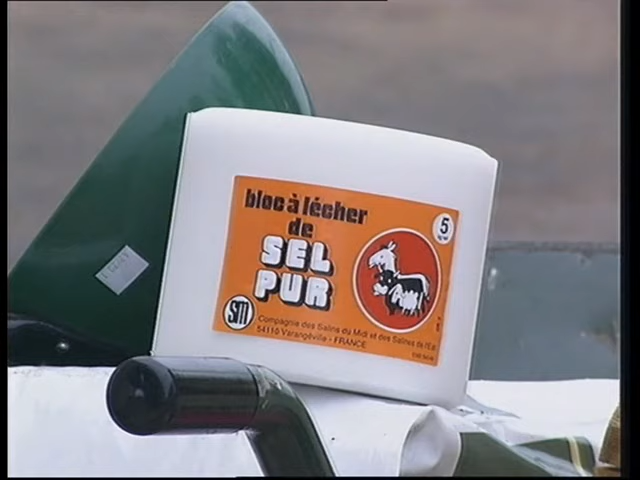 bloc à lécher
de
SEL
PUR
5
SM
Compagnie des Salins du Midi et des Salines de l'Est
54110 Varangéville - FRANCE